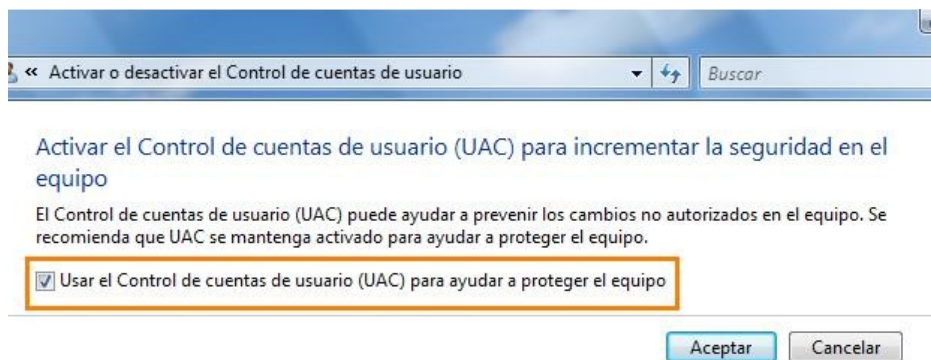 « Activar o desactivar el Control de cuentas de usuario
Buscar
Activar el Control de cuentas de usuario (UAC) para incrementar la seguridad en el
equipo
El Control de cuentas de usuario (UAC) puede ayudar a prevenir los cambios no autorizados en el equipo. Se
recomienda que UAC se mantenga activado para ayudar a proteger el equipo.
Usar el Control de cuentas de usuario (UAC) para ayudar a proteger el equipo
Aceptar
Cancelar